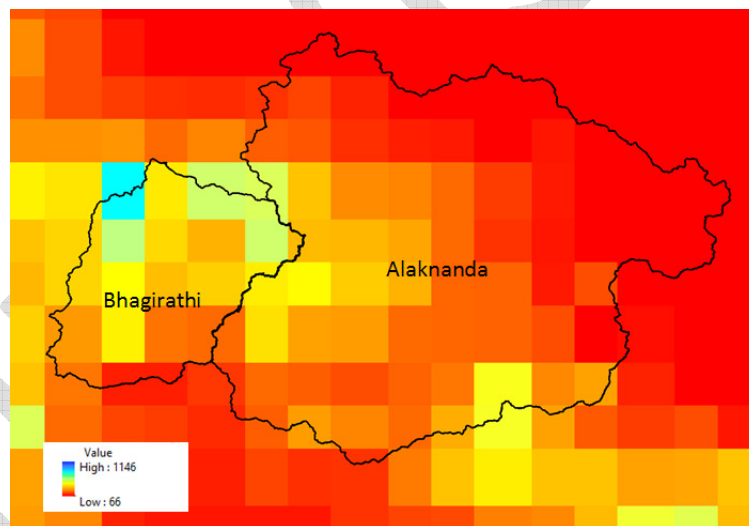 Alaknanda
Bhagirathi
Value
High : 1146
Low : 66